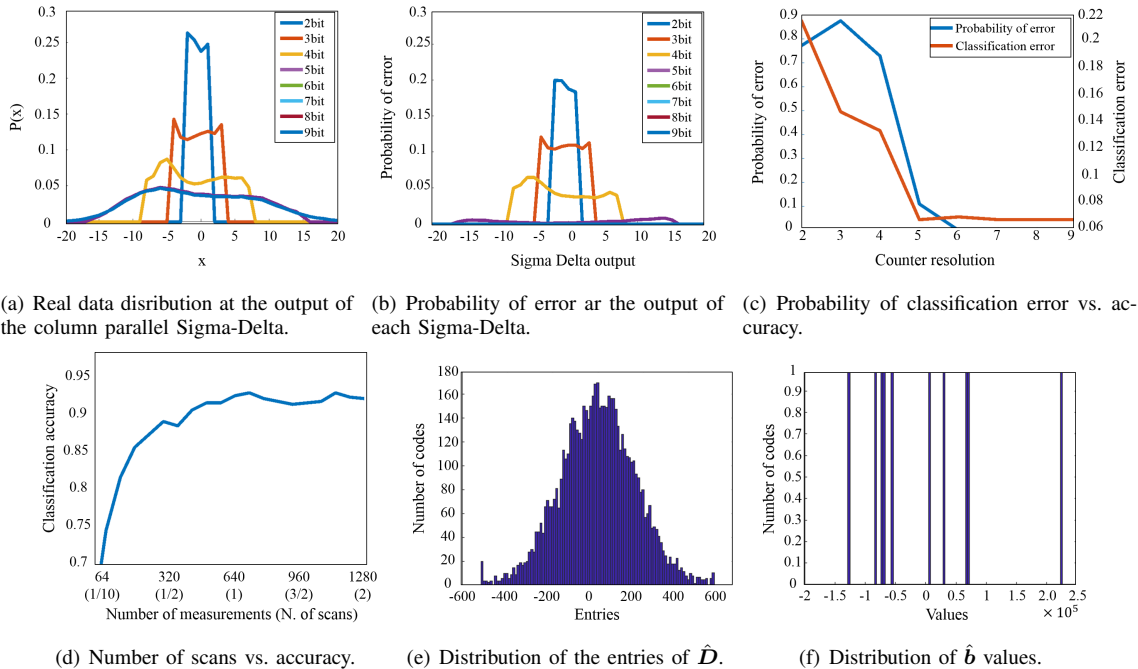 0.3
0.25
0.2
0.15
0.1
0.05
0
P(x)
-20 -15 -10 -5 0 5 10 15 20
x
2bit
3bit
4bit
5bit
6bit
7bit
8bit
9bit
0.3
0.25
0.2
0.15
0.1
0.05
0
Probability of error
-20 -15 -10 -5 0 5 10 15 20
Sigma Delta output
2bit
3bit
4bit
5bit
6bit
7bit
8bit
9bit
0.9
0.8
0.7
0.6
0.5
0.4
0.3
0.2
0.1
0
Probability of error
Probability of error
Classification error
0.22
0.2
0.18
0.16
0.14
0.12
0.1
0.08
0.06
Classification error
2 3 4 5 6 7 8 9
Counter resolution
(a) Real data disribution at the output of
the column parallel Sigma-Delta.
(b) Probability of error ar the output of
each Sigma-Delta.
(c) Probability of classification error vs. ac-
curacy.
0.95
0.9
0.85
0.8
0.75
0.7
Classification accuracy
64 320 640 960 1280
(1/10) (1/2) (1) (3/2) (2)
Number of measurements (N. of scans)
180
160
140
120
100
80
60
40
20
0
Number of codes
-600 -400 -200 0 200 400 600
Entries
1
0.9
0.8
0.7
0.6
0.5
0.4
0.3
0.2
0.1
0
Number of codes
-2 -1.5 -1 -0.5 0 0.5 1 1.5 2 2.5
Values
× 10⁵
(d) Number of scans vs. accuracy.
(e) Distribution of the entries of D̂.
(f) Distribution of b̂ values.